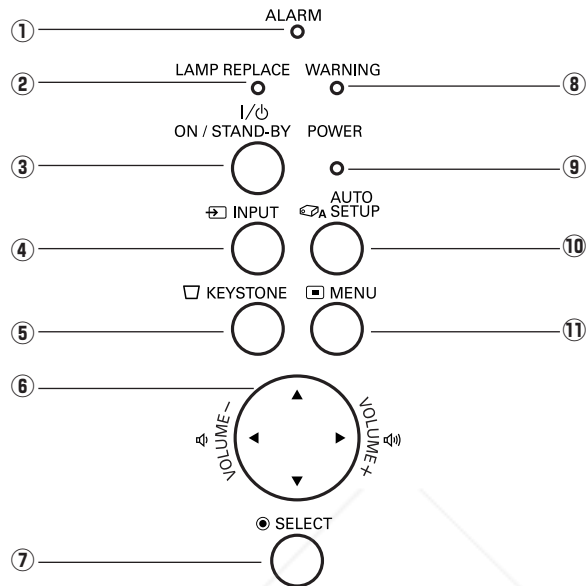 ALARM
①
LAMP REPLACE WARNING
② ⑧
I/⏻
ON / STAND-BY POWER
③ ⑨
INPUT AUTO SETUP
A
④ ⑩
KEYSTONE MENU
⑤ ⑪
⑥
VOLUME − VOLUME +
SELECT
⑦